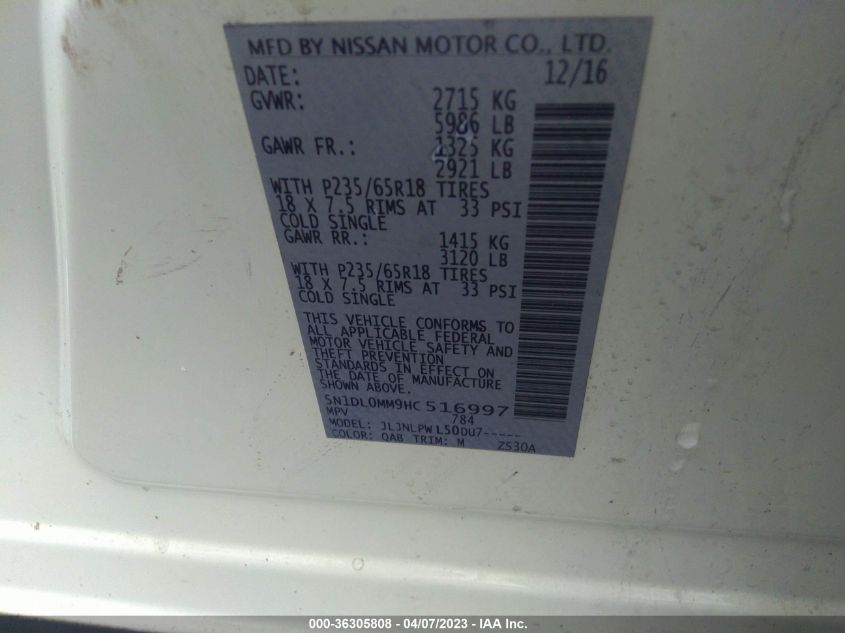 MFD BY NISSAN MOTOR CO., LTD.
DATE: 12/16
GVWR: 2715 KG
5986 LB
GAWR FR.: 1325 KG
2921 LB
WITH P235/65R18 TIRES
18 X 7.5 RIMS AT 33 PSI
COLD SINGLE
GAWR RR.: 1415 KG
3120 LB
WITH P235/65R18 TIRES
18 X 7.5 RIMS AT 33 PSI
COLD SINGLE
THIS VEHICLE CONFORMS TO
ALL APPLICABLE FEDERAL
MOTOR VEHICLE SAFETY AND
THEFT PREVENTION
STANDARDS IN EFFECT ON
THE DATE OF MANUFACTURE
SHOWN ABOVE.
5N1DL0MM9HC516997
MPV 784
MODEL: JLJNLPWL50DU7-----
COLOR: QAB TRIM: M Z530A
000-36305808 - 04/07/2023 - IAA Inc.